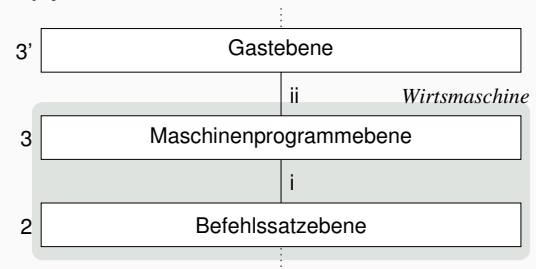 3’ Gastebene
ii Wirtsmaschine
3 Maschinenprogrammebene
i
2 Befehlssatzebene